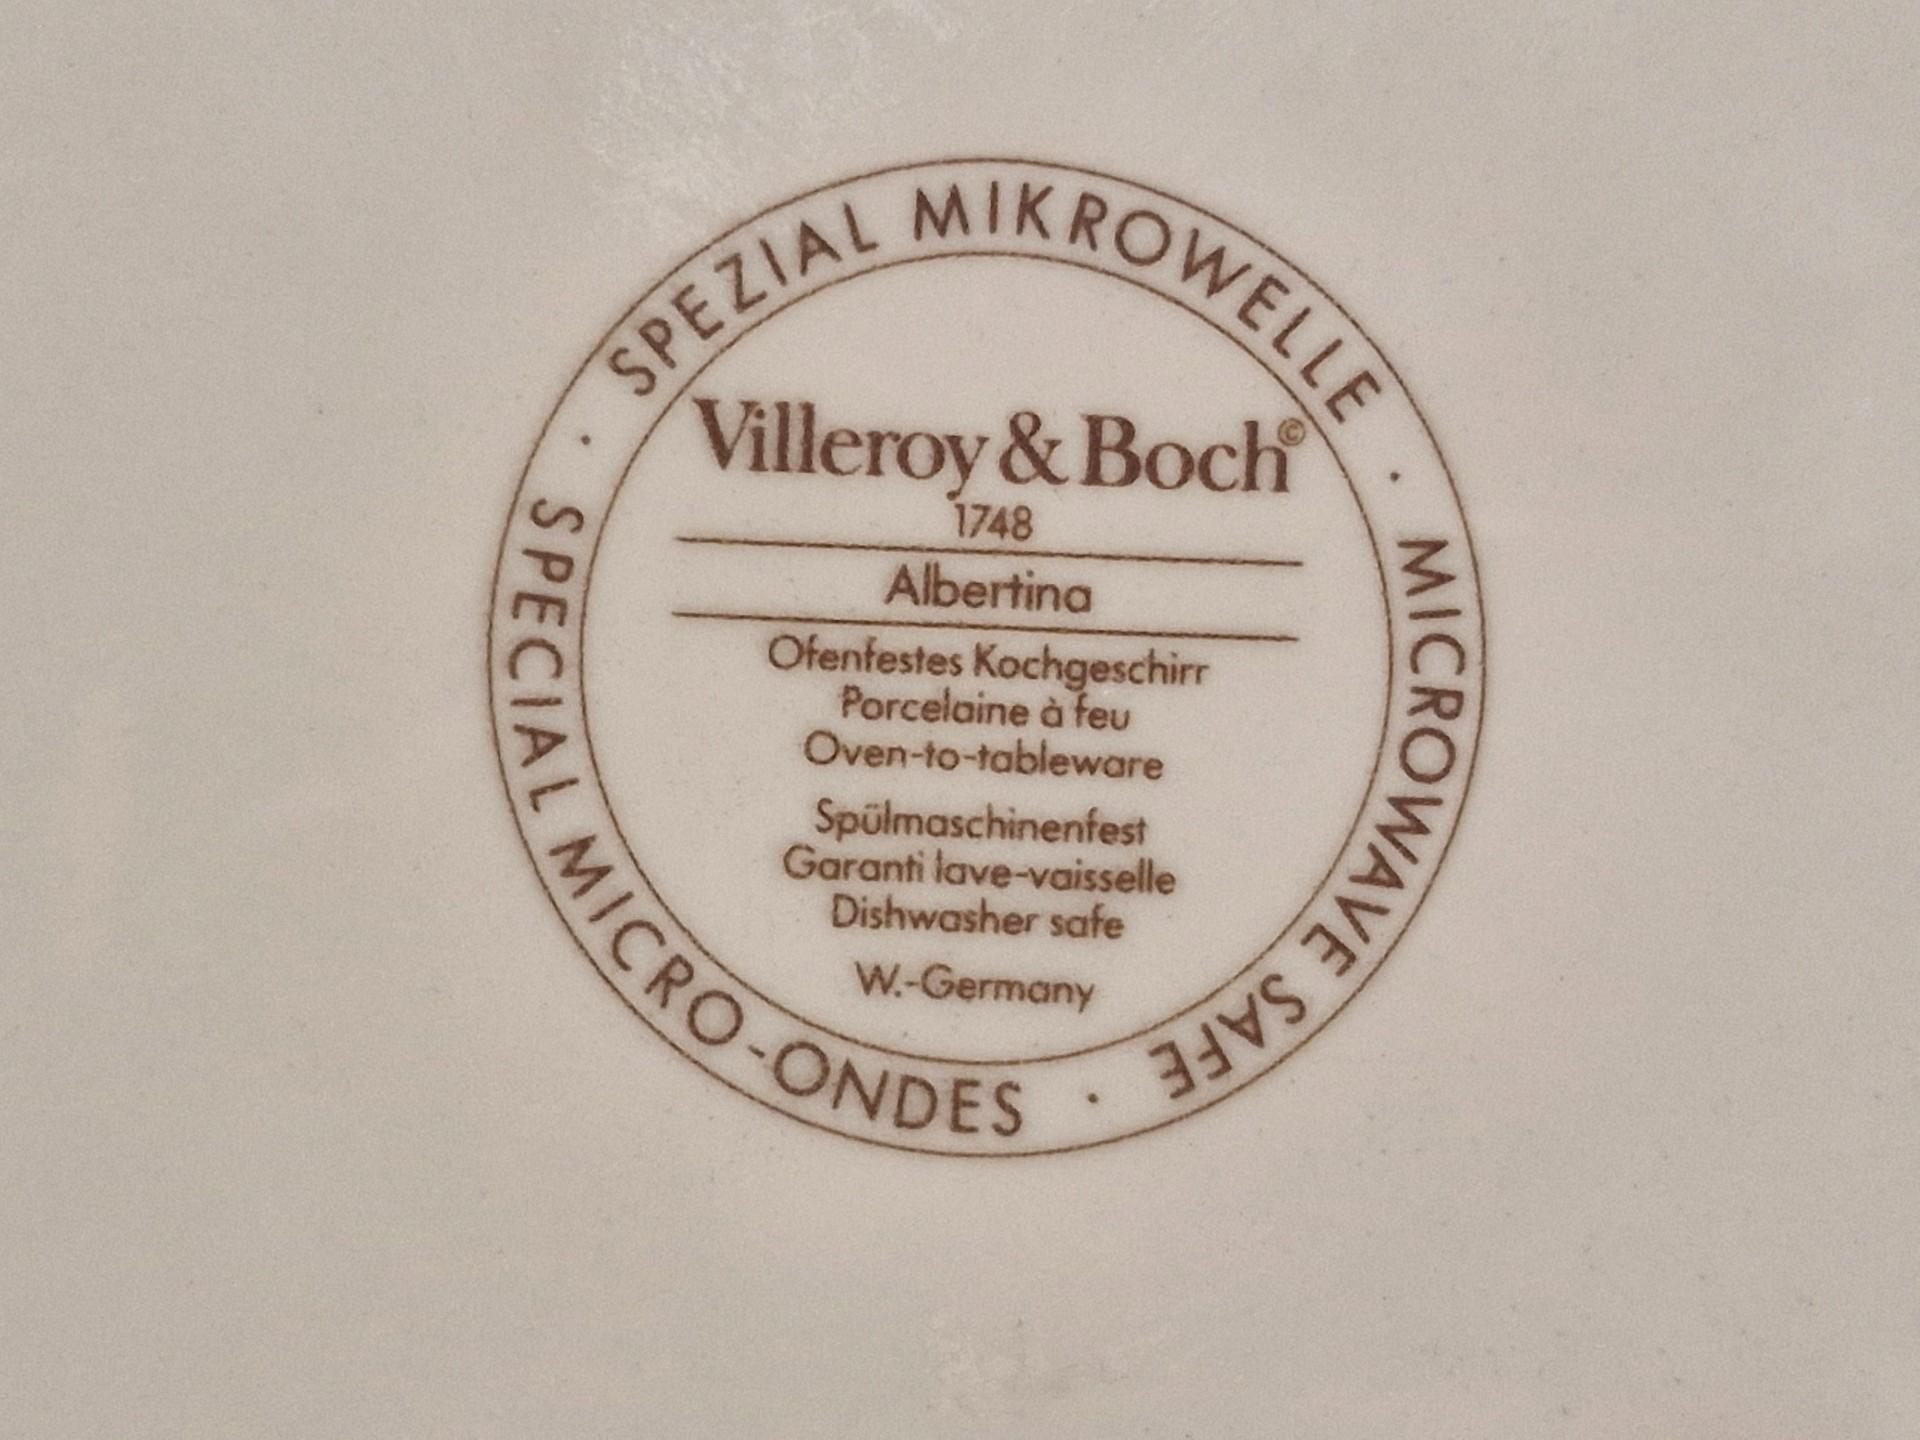 SPEZIAL MIKROWELLE · MICROWAVE SAFE · SPECIAL MICRO-ONDES ·
Villeroy & Boch©
1748
Albertina
Ofenfestes Kochgeschirr
Porcelaine à feu
Oven-to-tableware
Spülmaschinenfest
Garanti lave-vaisselle
Dishwasher safe
W.-Germany